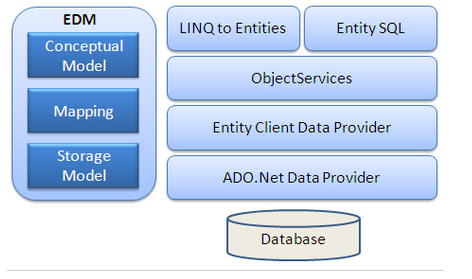 EDM
Conceptual
Model
Mapping
Storage
Model
LINQ to Entities
Entity SQL
ObjectServices
Entity Client Data Provider
ADO.Net Data Provider
Database